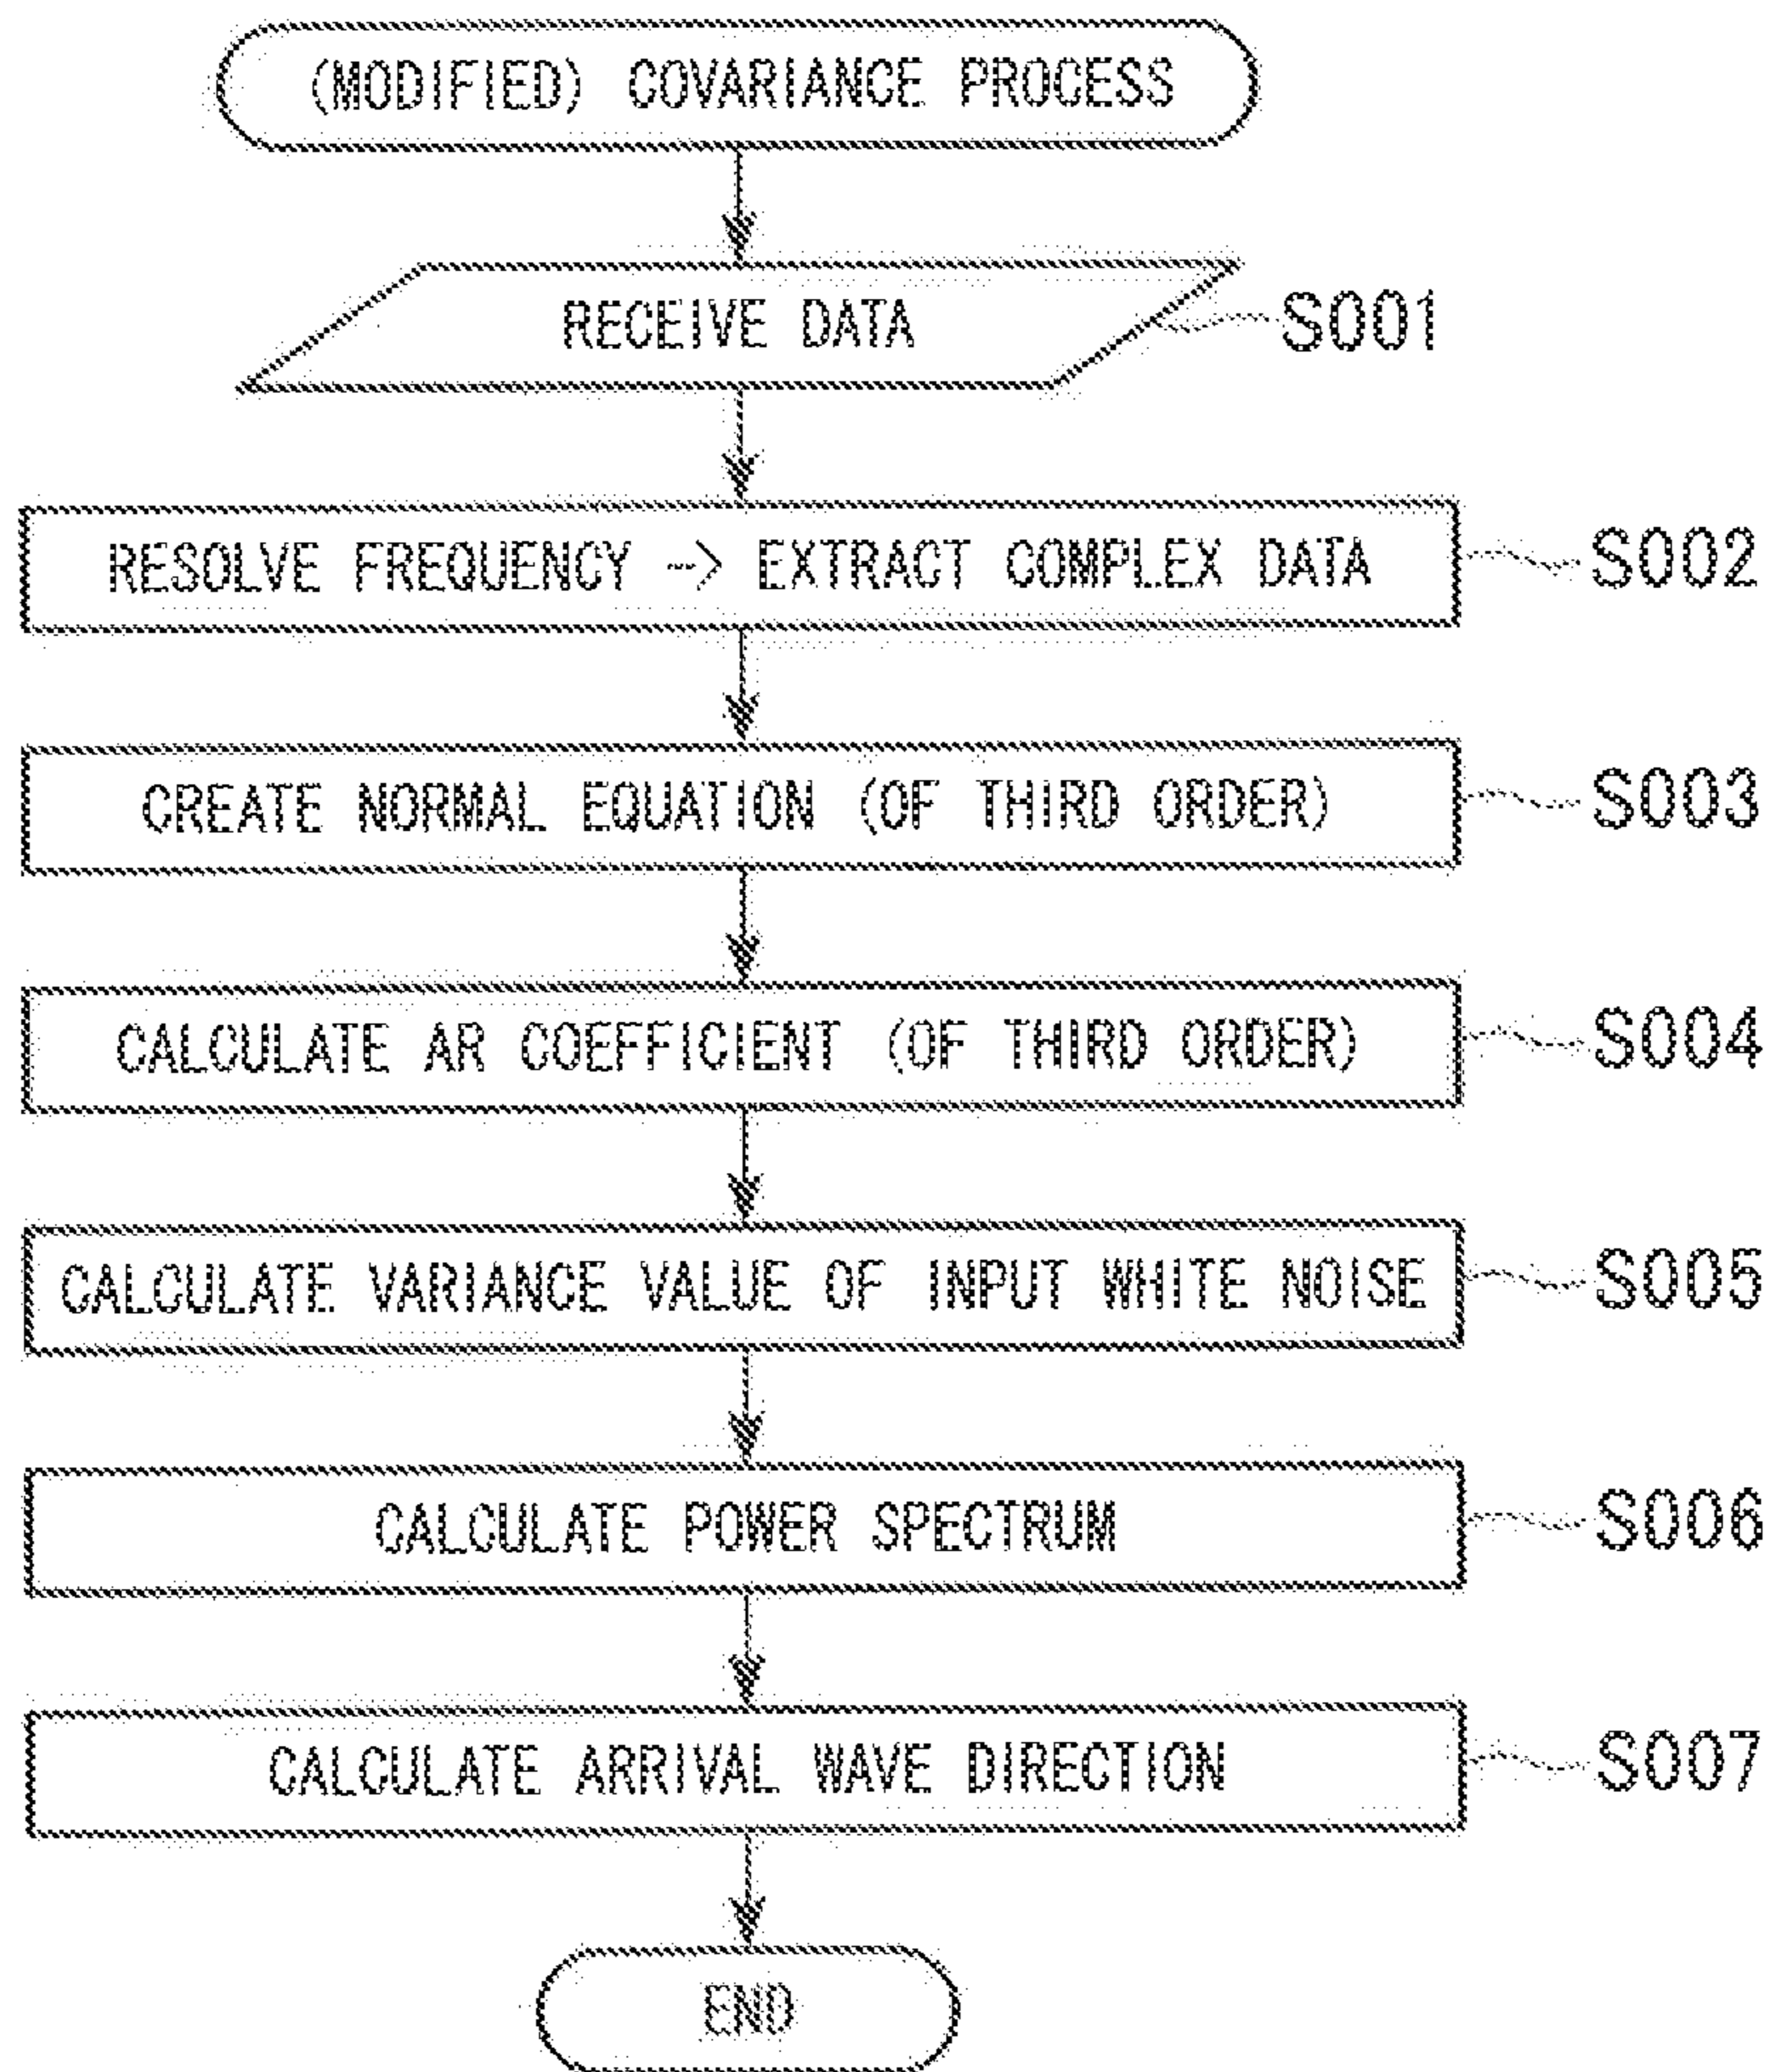 (MODIFIED) COVARIANCE PROCESS
RECEIVE DATA
S001
RESOLVE FREQUENCY -> EXTRACT COMPLEX DATA
S002
CREATE NORMAL EQUATION (OF THIRD ORDER)
S003
CALCULATE AR COEFFICIENT (OF THIRD ORDER)
S004
CALCULATE VARIANCE VALUE OF INPUT WHITE NOISE
S005
CALCULATE POWER SPECTRUM
S006
CALCULATE ARRIVAL WAVE DIRECTION
S007
END